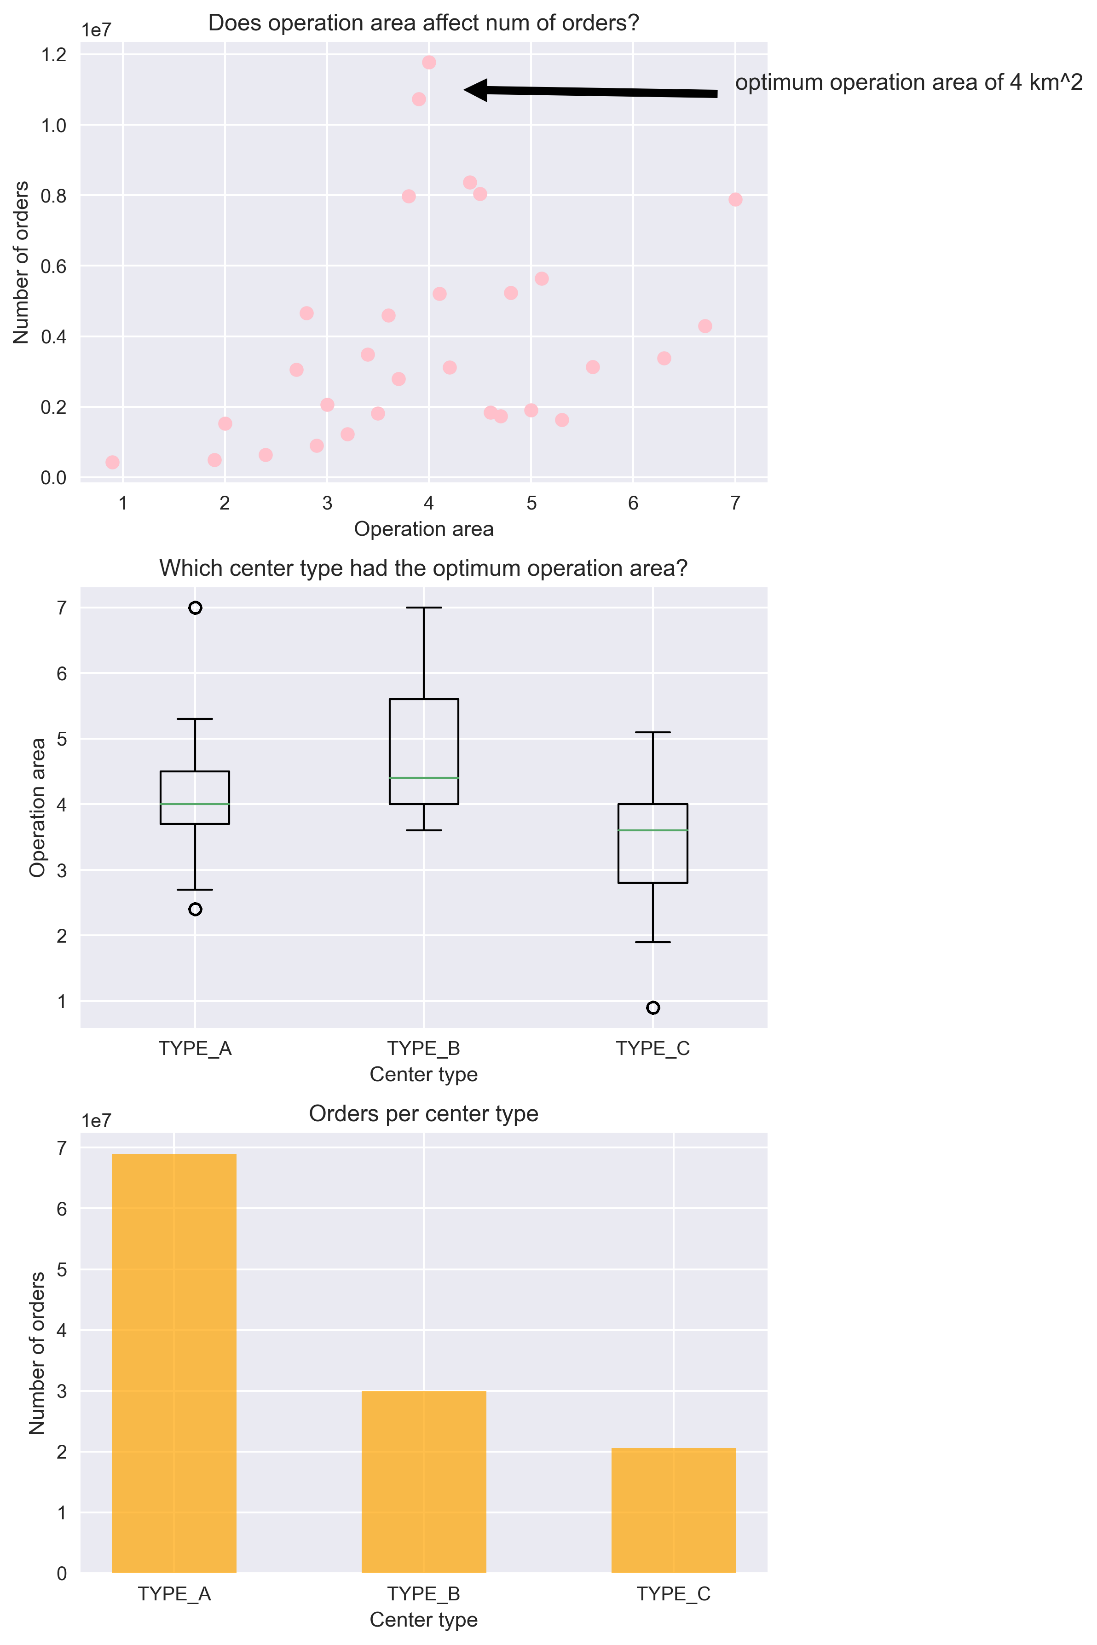 Does operation area affect num of orders?
1e7
1.2
optimum operation area of 4 km^2
1.0
0.8
0.6
0.4
0.2
0.0
Number of orders
1 2 3 4 5 6 7
Operation area
Which center type had the optimum operation area?
7
6
5
4
3
2
1
Operation area
TYPE_A TYPE_B TYPE_C
Center type
Orders per center type
1e7
7
6
5
4
3
2
1
0
Number of orders
TYPE_A TYPE_B TYPE_C
Center type